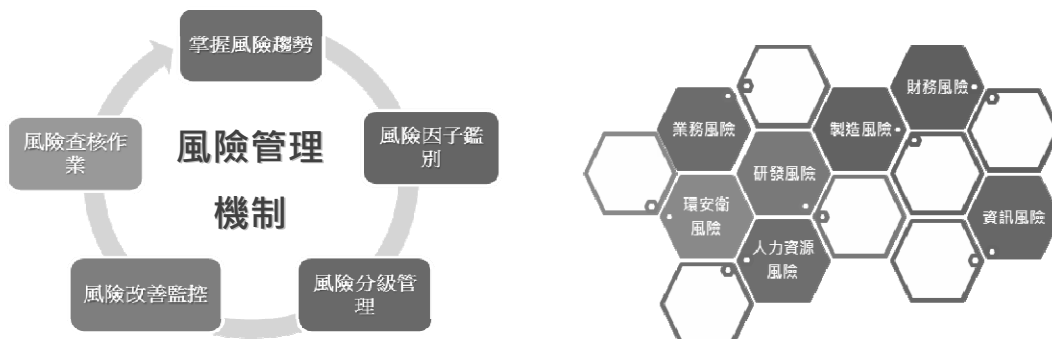 掌握風險趨勢
風險因子鑑
別
風險分級管
理
風險改善監控
風險查核作
業
風險管理
機制
財務風險
業務風險
製造風險
研發風險
環安衛
風險
資訊風險
人力資源
風險